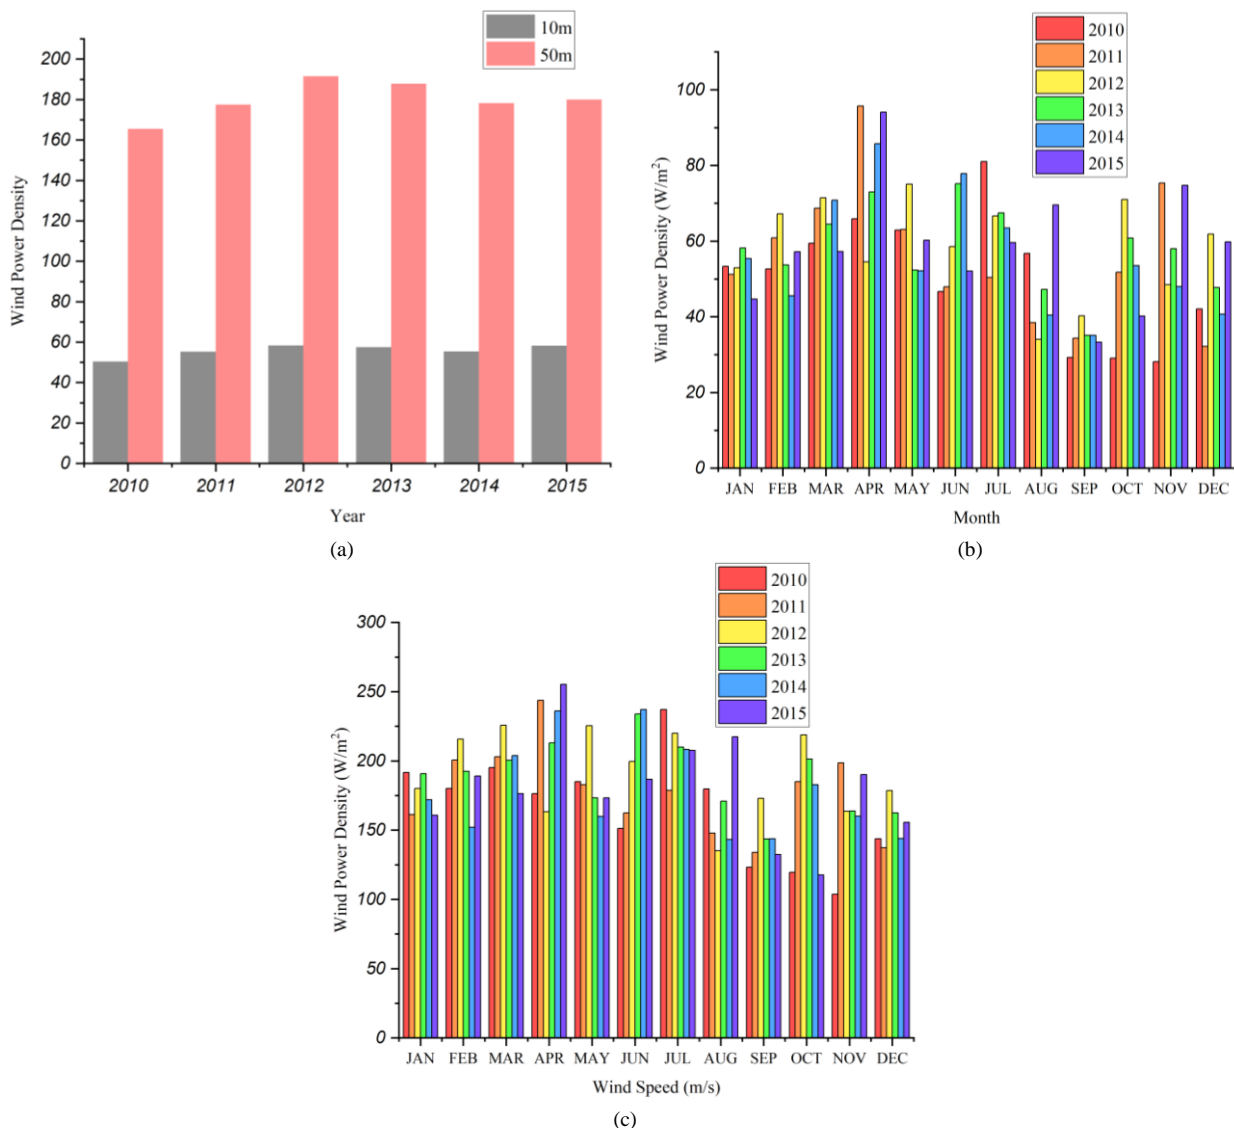 10m
50m
Wind Power Density
200
180
160
140
120
100
80
60
40
20
0
2010 2011 2012 2013 2014 2015
Year
(a)
2010
2011
2012
2013
2014
2015
Wind Power Density (W/m²)
100
80
60
40
20
0
JAN FEB MAR APR MAY JUN JUL AUG SEP OCT NOV DEC
Month
(b)
2010
2011
2012
2013
2014
2015
Wind Power Density (W/m²)
300
250
200
150
100
50
0
JAN FEB MAR APR MAY JUN JUL AUG SEP OCT NOV DEC
Wind Speed (m/s)
(c)